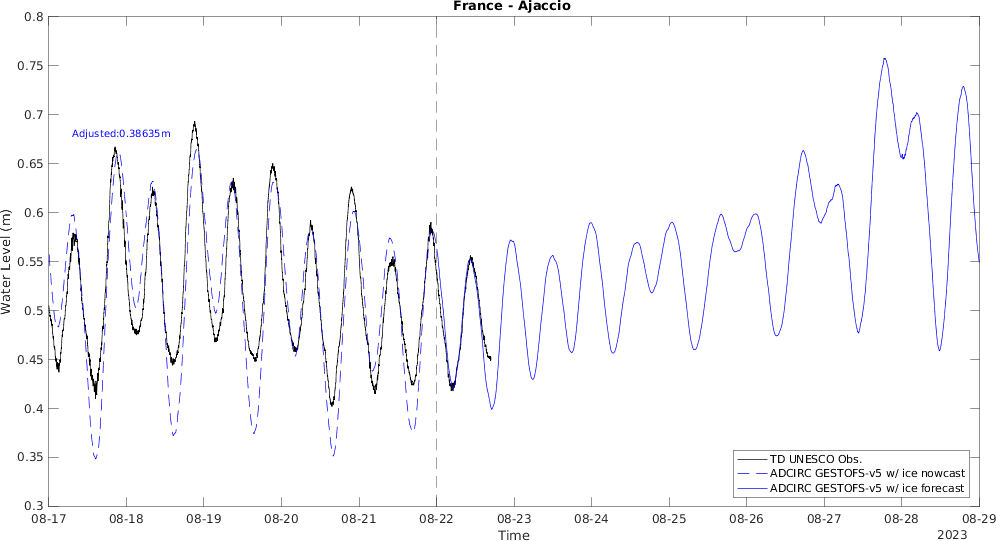 France - Ajaccio
Water Level (m)
0.8
0.75
0.7
0.65
0.6
0.55
0.5
0.45
0.4
0.35
0.3
Adjusted:0.38635m
TD UNESCO Obs.
ADCIRC GESTOFS-v5 w/ ice nowcast
ADCIRC GESTOFS-v5 w/ ice forecast
08-17 08-18 08-19 08-20 08-21 08-22 08-23 08-24 08-25 08-26 08-27 08-28 08-29
Time
2023